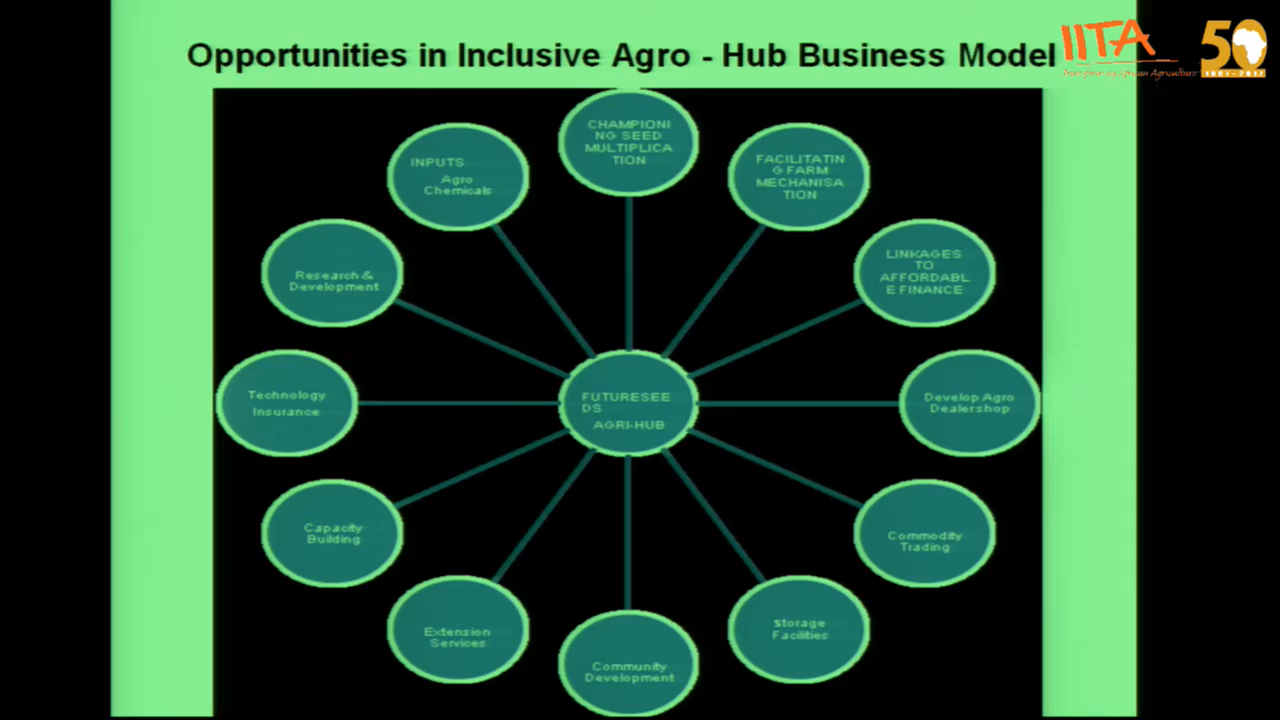 Opportunities in Inclusive Agro - Hub Business Model
IITA
50
CHAMPIONI
NG SEED
MULTIPLICA
TION
FACILITATIN
G FARM
MECHANISA
TION
LINKAGES
TO
AFFORDABL
E FINANCE
Develop Agro
Dealershop
Commodity
Trading
Storage
Facilities
Community
Development
Extension
Services
Capacity
Building
Technology
Insurance
Research &
Development
INPUTS
Agro
Chemicals
FUTURESEE
DS
AGRI-HUB